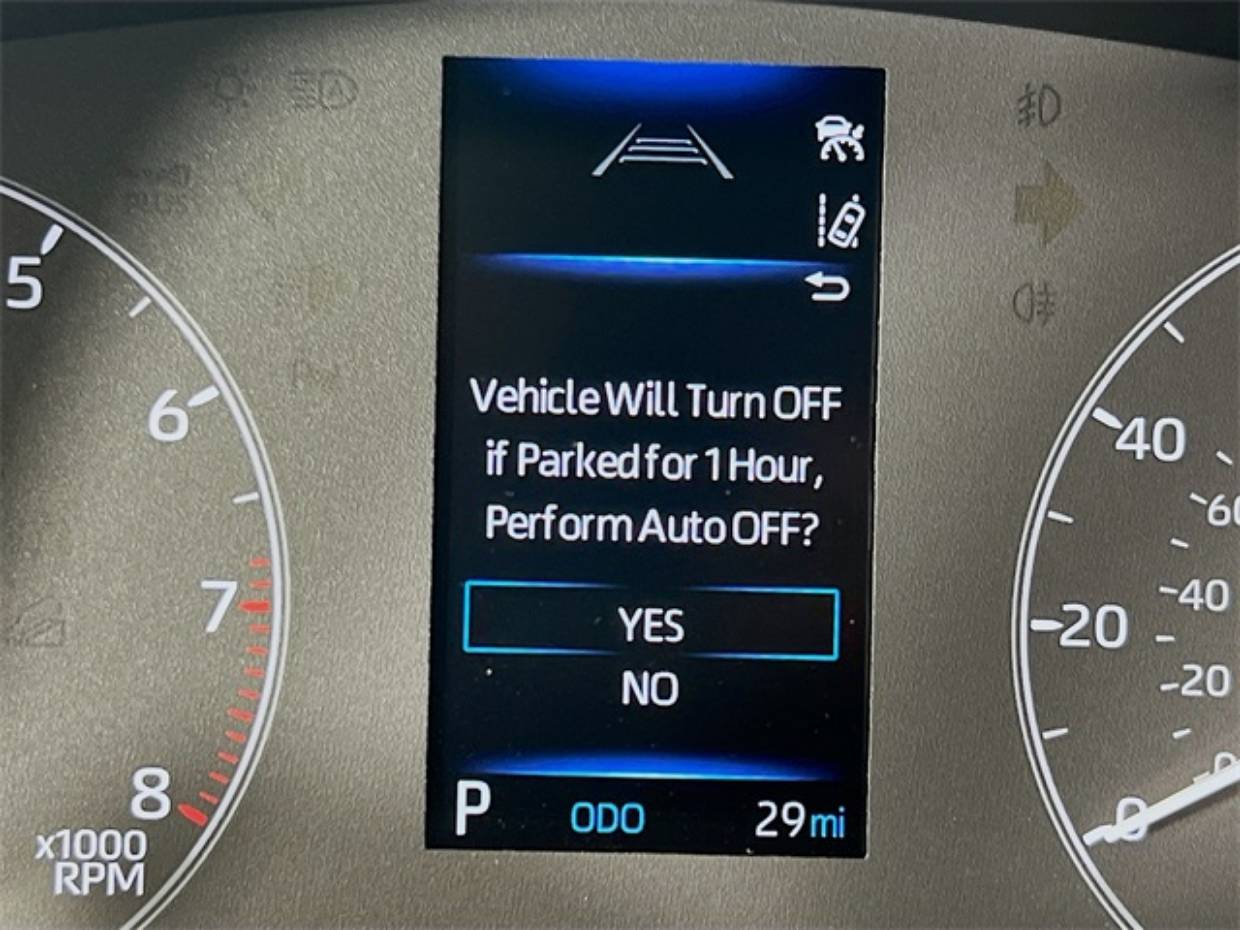 5
6
7
8
x1000
RPM
Vehicle Will Turn OFF
if Parked for 1 Hour,
Perform Auto OFF?
YES
NO
P ODO 29 mi
40
20
0
60
40
20
0